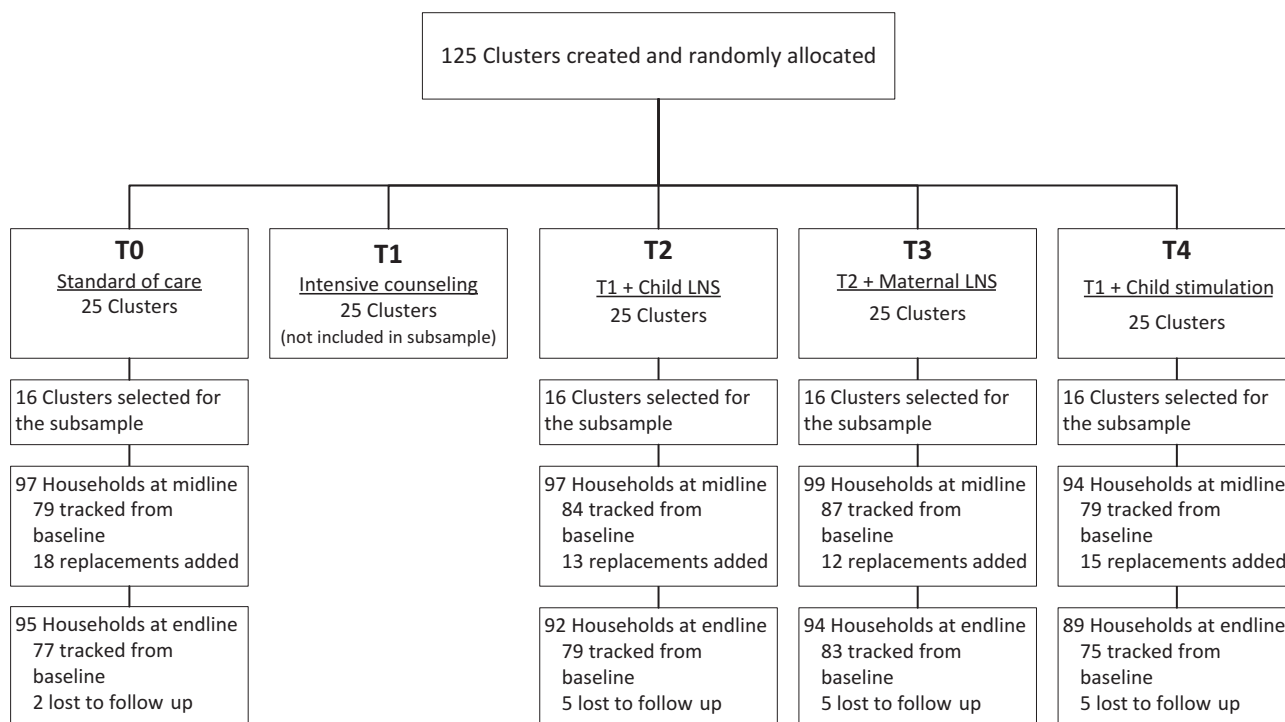 125 Clusters created and randomly allocated
T0
Standard of care
25 Clusters
T1
Intensive counseling
25 Clusters
(not included in subsample)
T2
T1 + Child LNS
25 Clusters
T3
T2 + Maternal LNS
25 Clusters
T4
T1 + Child stimulation
25 Clusters
16 Clusters selected for
the subsample
16 Clusters selected for
the subsample
16 Clusters selected for
the subsample
16 Clusters selected for
the subsample
97 Households at midline
79 tracked from
baseline
18 replacements added
97 Households at midline
84 tracked from
baseline
13 replacements added
99 Households at midline
87 tracked from
baseline
12 replacements added
94 Households at midline
79 tracked from
baseline
15 replacements added
95 Households at endline
77 tracked from
baseline
2 lost to follow up
92 Households at endline
79 tracked from
baseline
5 lost to follow up
94 Households at endline
83 tracked from
baseline
5 lost to follow up
89 Households at endline
75 tracked from
baseline
5 lost to follow up